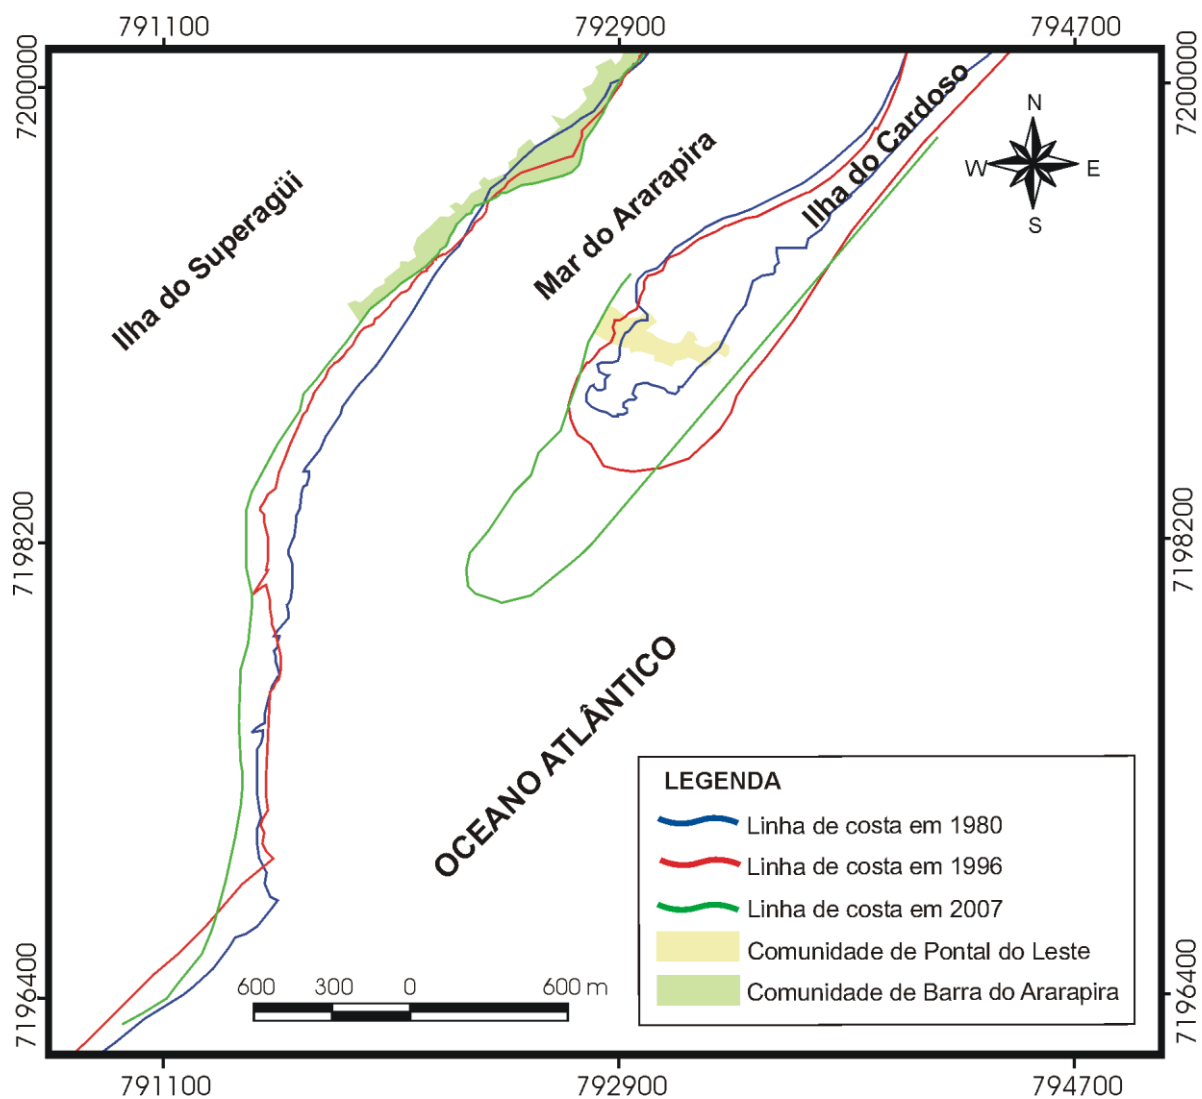 791100
792900
794700
7200000
7200000
Ilha do Superagüi
Mar do Ararapira
Ilha do Cardoso
N
W
E
S
7198200
7198200
OCEANO ATLÂNTICO
LEGENDA
Linha de costa em 1980
Linha de costa em 1996
Linha de costa em 2007
Comunidade de Pontal do Leste
Comunidade de Barra do Ararapira
600 300 0 600 m
7196400
7196400
791100
792900
794700